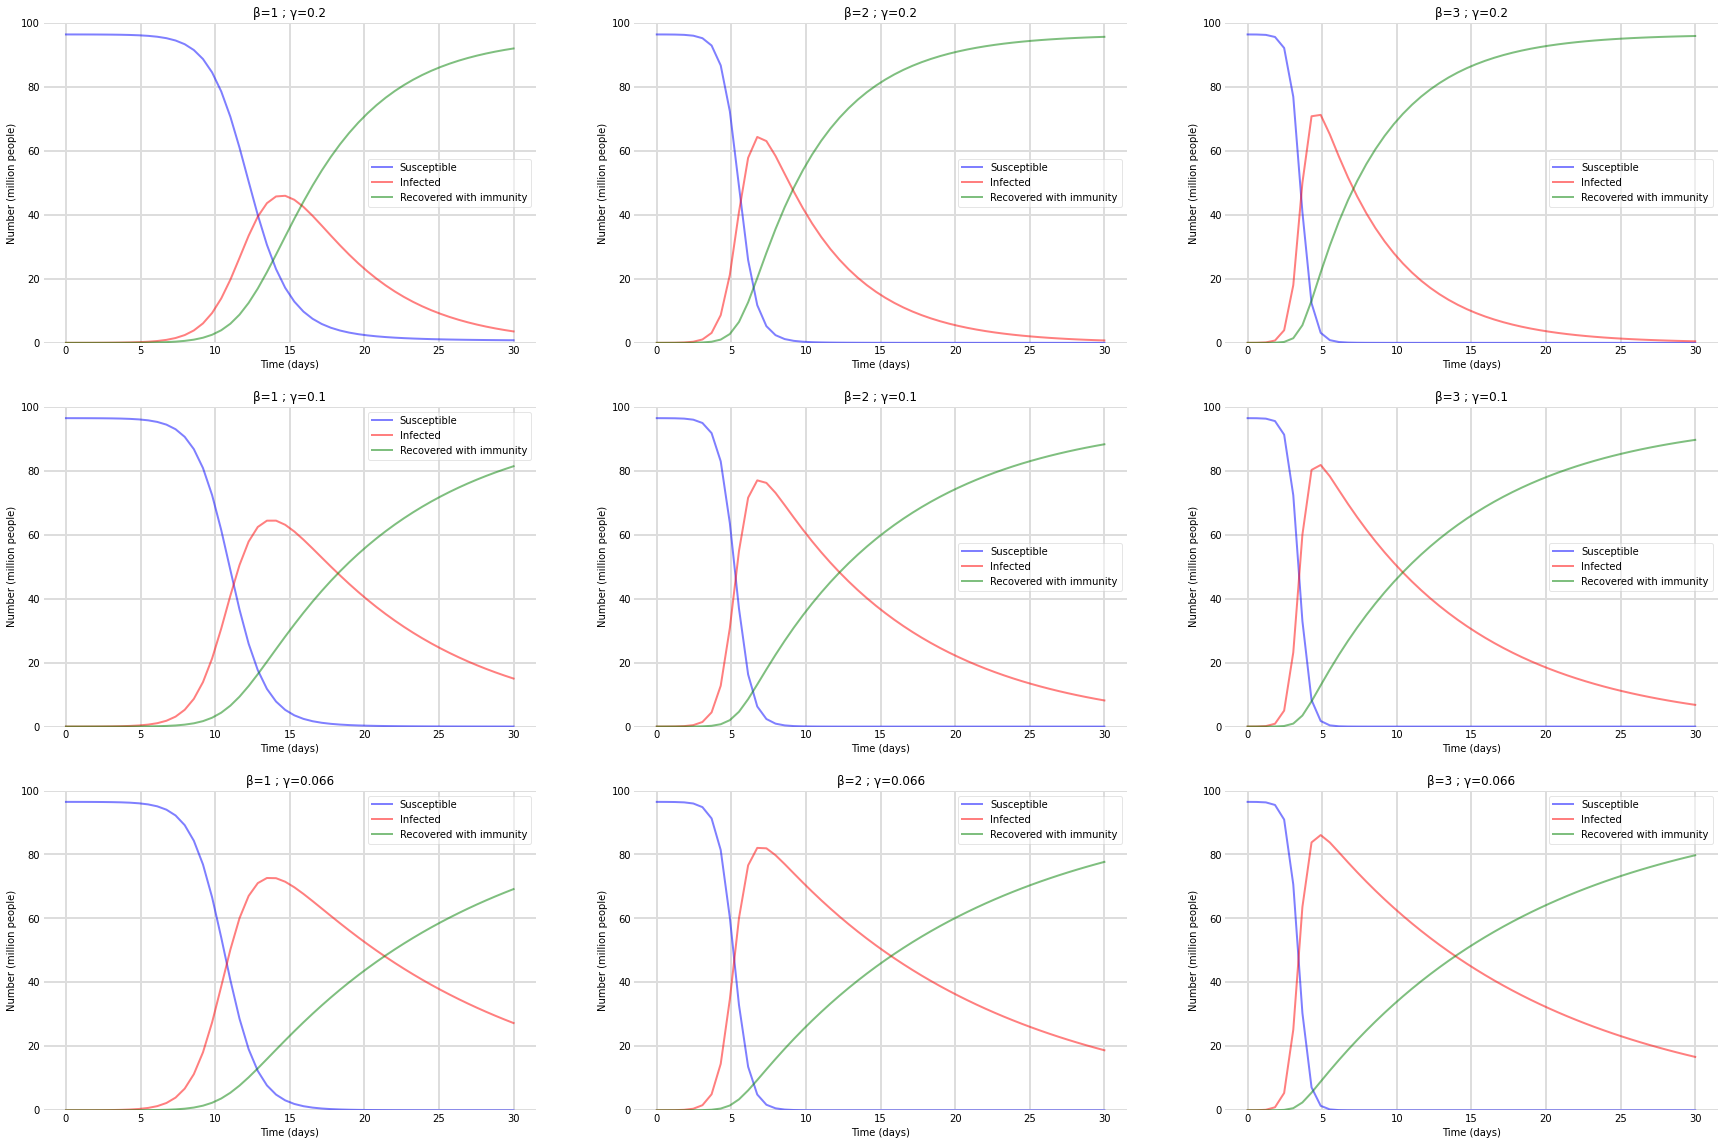 β=1 ; γ=0.2
100
80
60
40
20
0
Number (million people)
Susceptible
Infected
Recovered with immunity
0 5 10 15 20 25 30
Time (days)
β=2 ; γ=0.2
100
80
60
40
20
0
Number (million people)
Susceptible
Infected
Recovered with immunity
0 5 10 15 20 25 30
Time (days)
β=3 ; γ=0.2
100
80
60
40
20
0
Number (million people)
Susceptible
Infected
Recovered with immunity
0 5 10 15 20 25 30
Time (days)
β=1 ; γ=0.1
100
80
60
40
20
0
Number (million people)
Susceptible
Infected
Recovered with immunity
0 5 10 15 20 25 30
Time (days)
β=2 ; γ=0.1
100
80
60
40
20
0
Number (million people)
Susceptible
Infected
Recovered with immunity
0 5 10 15 20 25 30
Time (days)
β=3 ; γ=0.1
100
80
60
40
20
0
Number (million people)
Susceptible
Infected
Recovered with immunity
0 5 10 15 20 25 30
Time (days)
β=1 ; γ=0.066
100
80
60
40
20
0
Number (million people)
Susceptible
Infected
Recovered with immunity
0 5 10 15 20 25 30
Time (days)
β=2 ; γ=0.066
100
80
60
40
20
0
Number (million people)
Susceptible
Infected
Recovered with immunity
0 5 10 15 20 25 30
Time (days)
β=3 ; γ=0.066
100
80
60
40
20
0
Number (million people)
Susceptible
Infected
Recovered with immunity
0 5 10 15 20 25 30
Time (days)